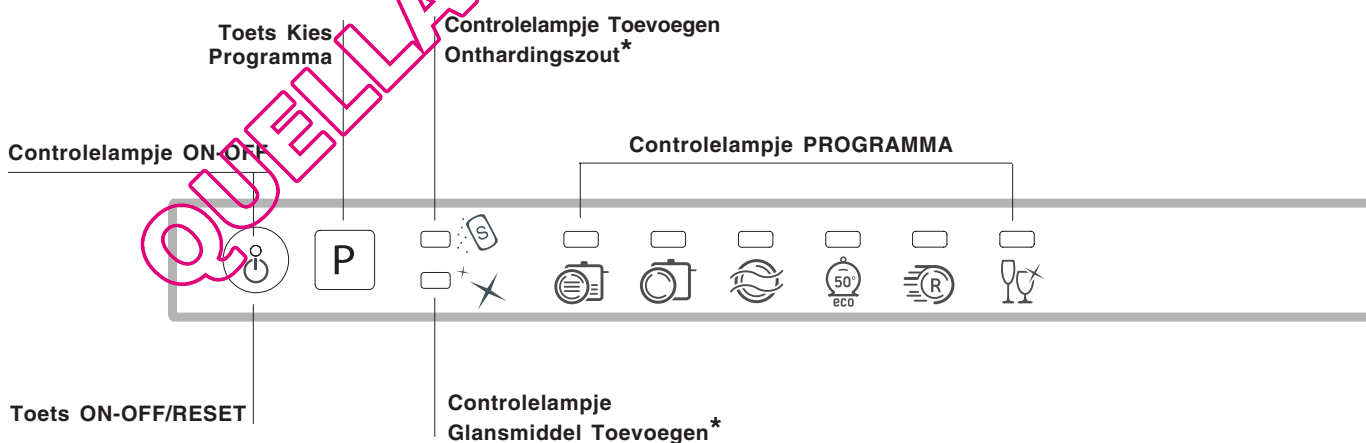 Toets Kies
Programma
Controlelampje Toevoegen
Onthardingszout*
Controlelampje ON-OFF
Controlelampje PROGRAMMA
P
S
50°
eco
R
Toets ON-OFF/RESET
Controlelampje
Glansmiddel Toevoegen*
QUELLA